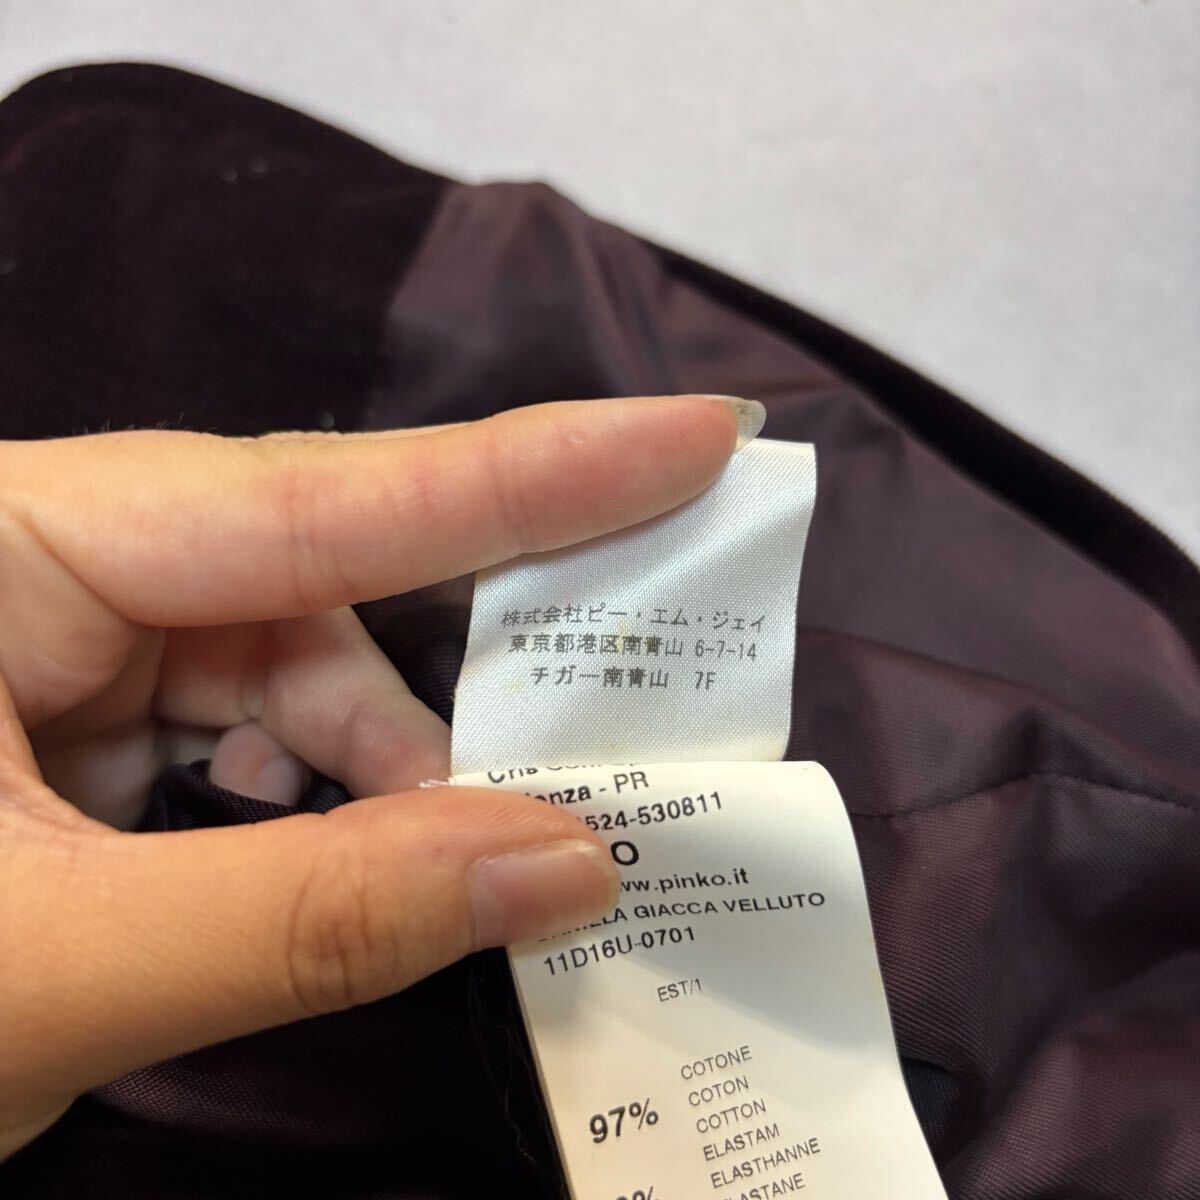 株式会社ピー・エム・ジェイ
東京都港区南青山 6-7-14
チガー南青山 7F
- PR
524-530811
O
www.pinko.it
GIACCA VELLUTO
11D16U-0701
EST/1
COTONE
COTON
97% COTTON
ELASTAM
ELASTHANNE